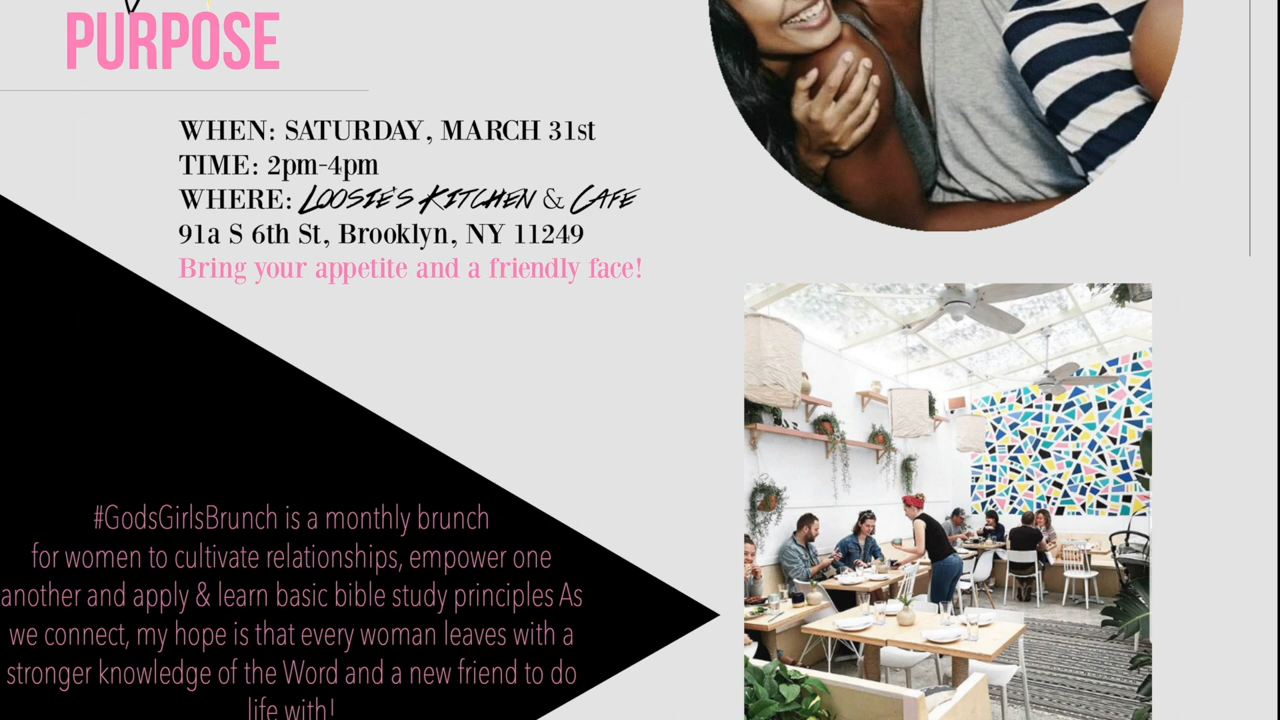 PURPOSE
WHEN: SATURDAY, MARCH 31st
TIME: 2pm-4pm
WHERE: LOOSIE'S KITCHEN & CAFE
91a S 6th St, Brooklyn, NY 11249
Bring your appetite and a friendly face!
#GodsGirlsBrunch is a monthly brunch
for women to cultivate relationships, empower one
another and apply & learn basic bible study principles As
we connect, my hope is that every woman leaves with a
stronger knowledge of the Word and a new friend to do
life with!